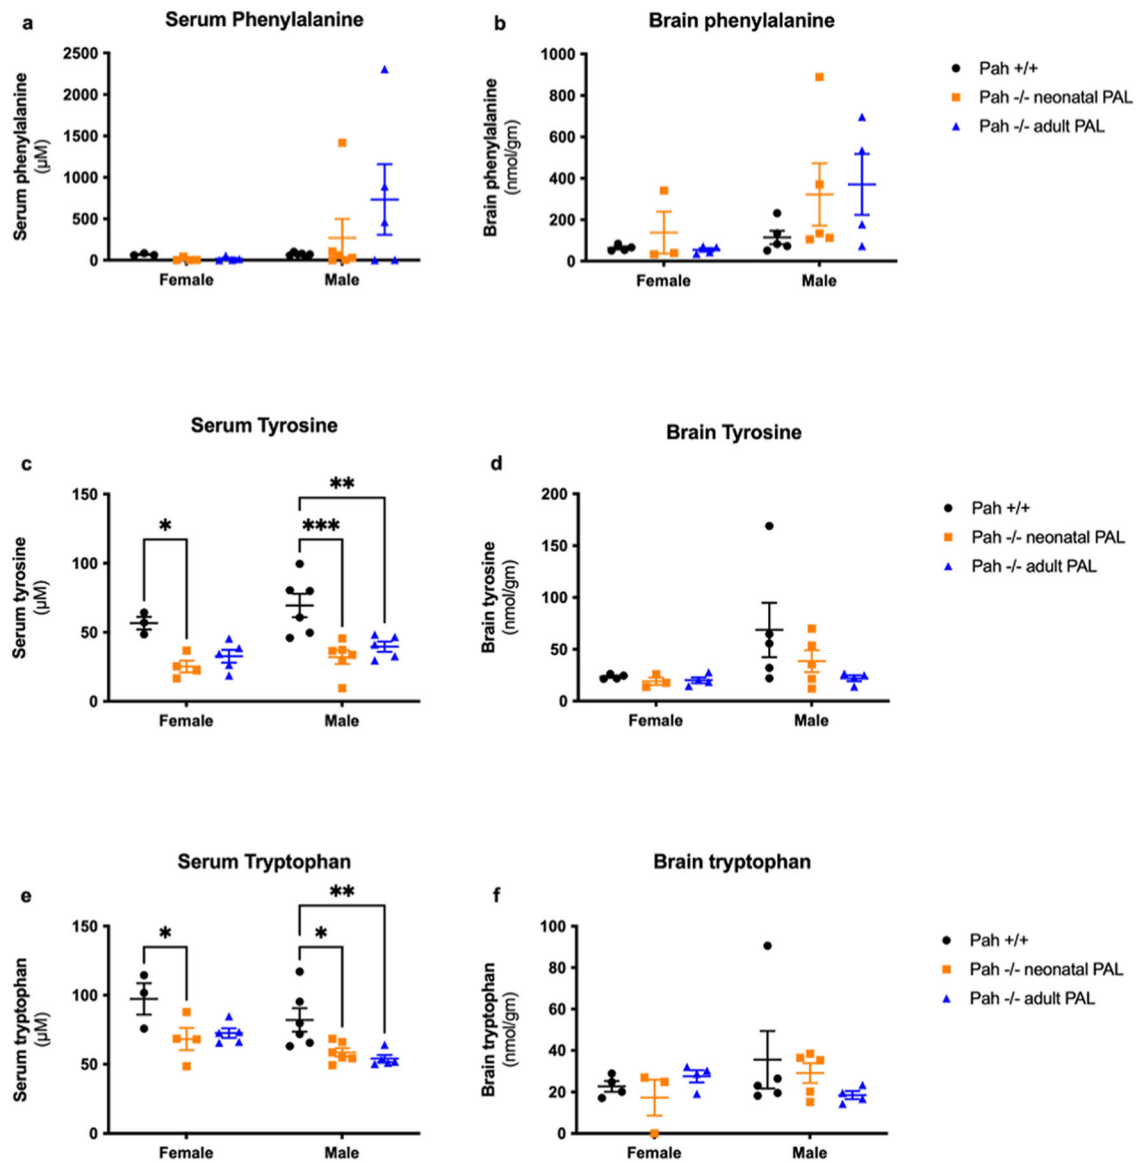 a
Serum Phenylalanine
Serum phenylalanine
(µM)
2500
2000
1500
1000
500
0
Female
Male
b
Brain phenylalanine
Brain phenylalanine
(nmol/gm)
1000
800
600
400
200
0
Female
Male
Pah +/+
Pah -/- neonatal PAL
Pah -/- adult PAL
Serum Tyrosine
c
Serum tyrosine
(µM)
150
100
50
0
*
***
**
Female
Male
Brain Tyrosine
d
Brain tyrosine
(nmol/gm)
200
150
100
50
0
Female
Male
Pah +/+
Pah -/- neonatal PAL
Pah -/- adult PAL
Serum Tryptophan
e
Serum tryptophan
(µM)
150
100
50
0
*
*
**
Female
Male
Brain tryptophan
f
Brain tryptophan
(nmol/gm)
100
80
60
40
20
0
Female
Male
Pah +/+
Pah -/- neonatal PAL
Pah -/- adult PAL